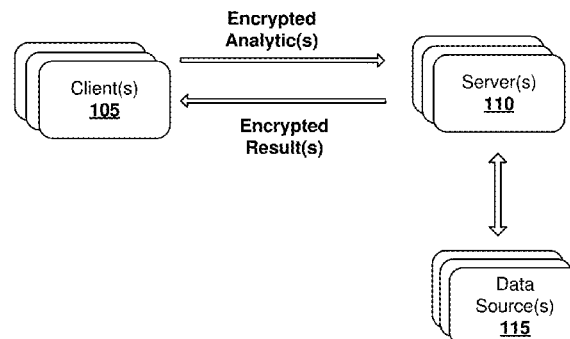 Encrypted
Analytic(s)
Client(s)
105
Server(s)
110
Encrypted
Result(s)
Data
Source(s)
115